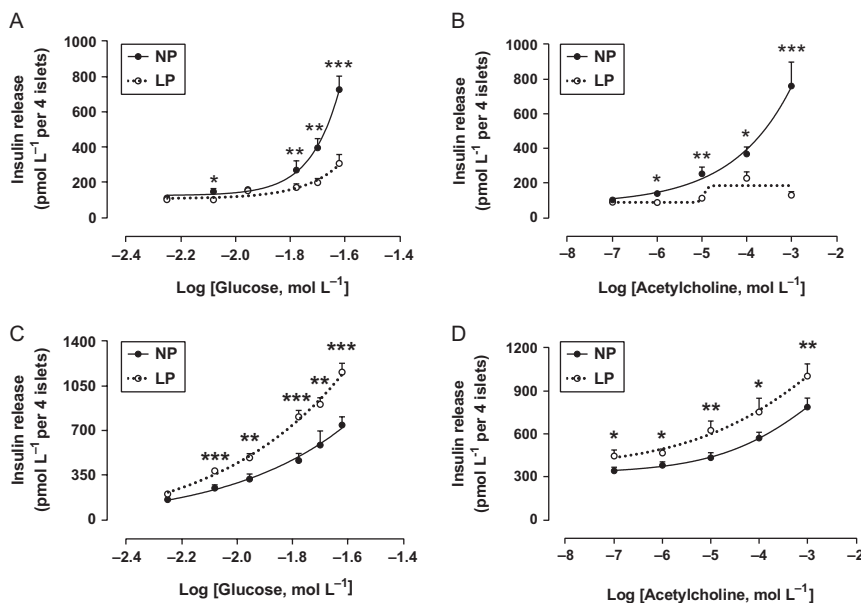 A
Insulin release
(pmol L⁻¹ per 4 islets)
1000
800
600
400
200
0
NP
LP
*
**
**
***
−2.4
−2.2
−2.0
−1.8
−1.6
−1.4
Log [Glucose, mol L⁻¹]
B
Insulin release
(pmol L⁻¹ per 4 islets)
1000
800
600
400
200
0
NP
LP
*
**
*
***
−8
−7
−6
−5
−4
−3
−2
Log [Acetylcholine, mol L⁻¹]
C
Insulin release
(pmol L⁻¹ per 4 islets)
1400
1050
700
350
0
NP
LP
***
**
***
**
***
−2.4
−2.2
−2.0
−1.8
−1.6
−1.4
Log [Glucose, mol L⁻¹]
D
Insulin release
(pmol L⁻¹ per 4 islets)
1200
900
600
300
0
NP
LP
*
*
**
*
**
−8
−7
−6
−5
−4
−3
−2
Log [Acetylcholine, mol L⁻¹]